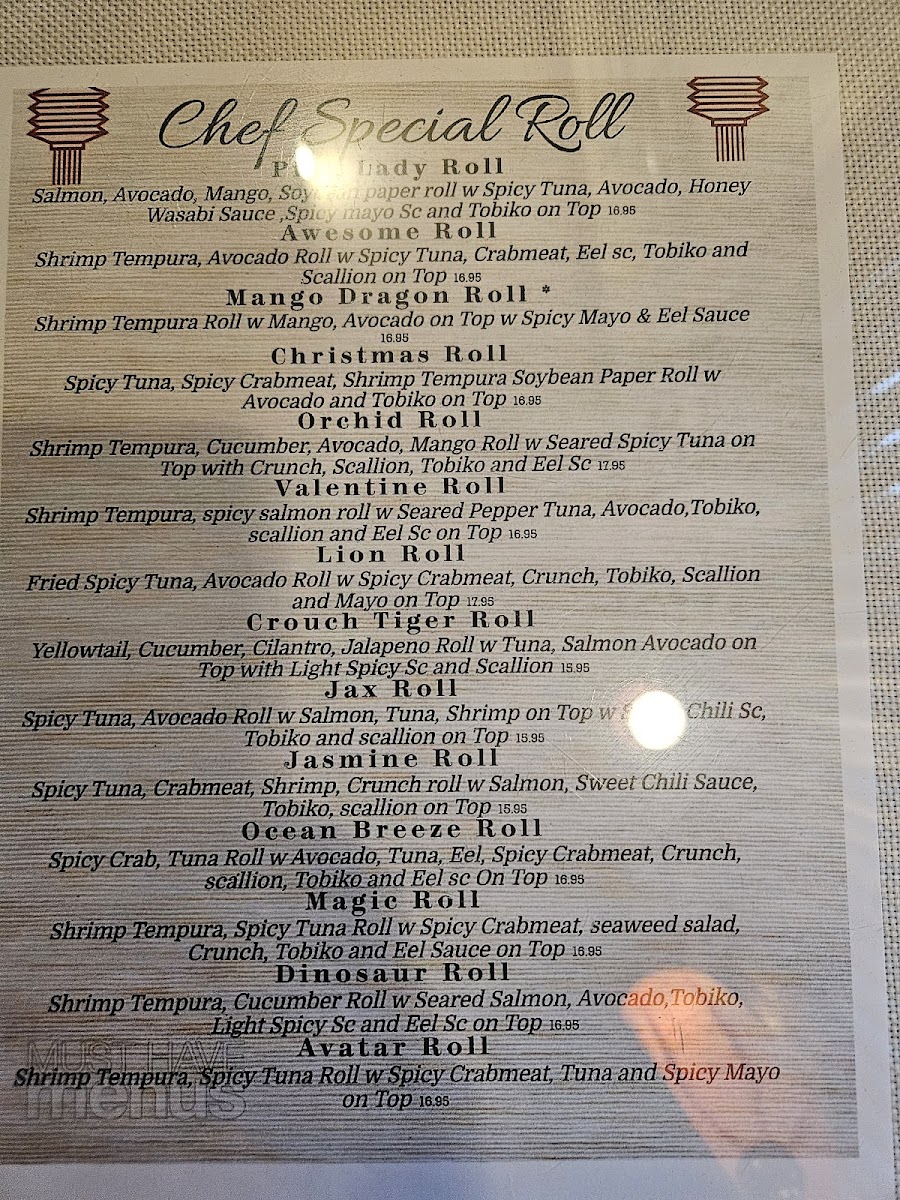 Chef Special Roll
Lady Roll
Salmon, Avocado, Mango, paper roll w Spicy Tuna, Avocado, Honey
Wasabi Sauce ,Spicy mayo Sc and Tobiko on Top 16.95
Awesome Roll
Shrimp Tempura, Avocado Roll w Spicy Tuna, Crabmeat, Eel sc, Tobiko and
Scallion on Top 16.95
Mango Dragon Roll *
Shrimp Tempura Roll w Mango, Avocado on Top w Spicy Mayo & Eel Sauce
16.95
Christmas Roll
Spicy Tuna, Spicy Crabmeat, Shrimp Tempura Soybean Paper Roll w
Avocado and Tobiko on Top 16.95
Orchid Roll
Shrimp Tempura, Cucumber, Avocado, Mango Roll w Seared Spicy Tuna on
Top with Crunch, Scallion, Tobiko and Eel Sc 17.95
Valentine Roll
Shrimp Tempura, spicy salmon roll w Seared Pepper Tuna, Avocado,Tobiko,
scallion and Eel Sc on Top 16.95
Lion Roll
Fried Spicy Tuna, Avocado Roll w Spicy Crabmeat, Crunch, Tobiko, Scallion
and Mayo on Top 17.95
Crouch Tiger Roll
Yellowtail, Cucumber, Cilantro, Jalapeno Roll w Tuna, Salmon Avocado on
Top with Light Spicy Sc and Scallion 15.95
Jax Roll
Spicy Tuna, Avocado Roll w Salmon, Tuna, Shrimp on Top w Chili Sc,
Tobiko and scallion on Top 15.95
Jasmine Roll
Spicy Tuna, Crabmeat, Shrimp, Crunch roll w Salmon, Sweet Chili Sauce,
Tobiko, scallion on Top 15.95
Ocean Breeze Roll
Spicy Crab, Tuna Roll w Avocado, Tuna, Eel, Spicy Crabmeat, Crunch,
scallion, Tobiko and Eel sc On Top 16.95
Magic Roll
Shrimp Tempura, Spicy Tuna Roll w Spicy Crabmeat, seaweed salad,
Crunch, Tobiko and Eel Sauce on Top 16.95
Dinosaur Roll
Shrimp Tempura, Cucumber Roll w Seared Salmon, Avocado,Tobiko,
Light Spicy Sc and Eel Sc on Top 16.95
Avatar Roll
Shrimp Tempura, Spicy Tuna Roll w Spicy Crabmeat, Tuna and Spicy Mayo
on Top 16.95
MUST HAVE
menus